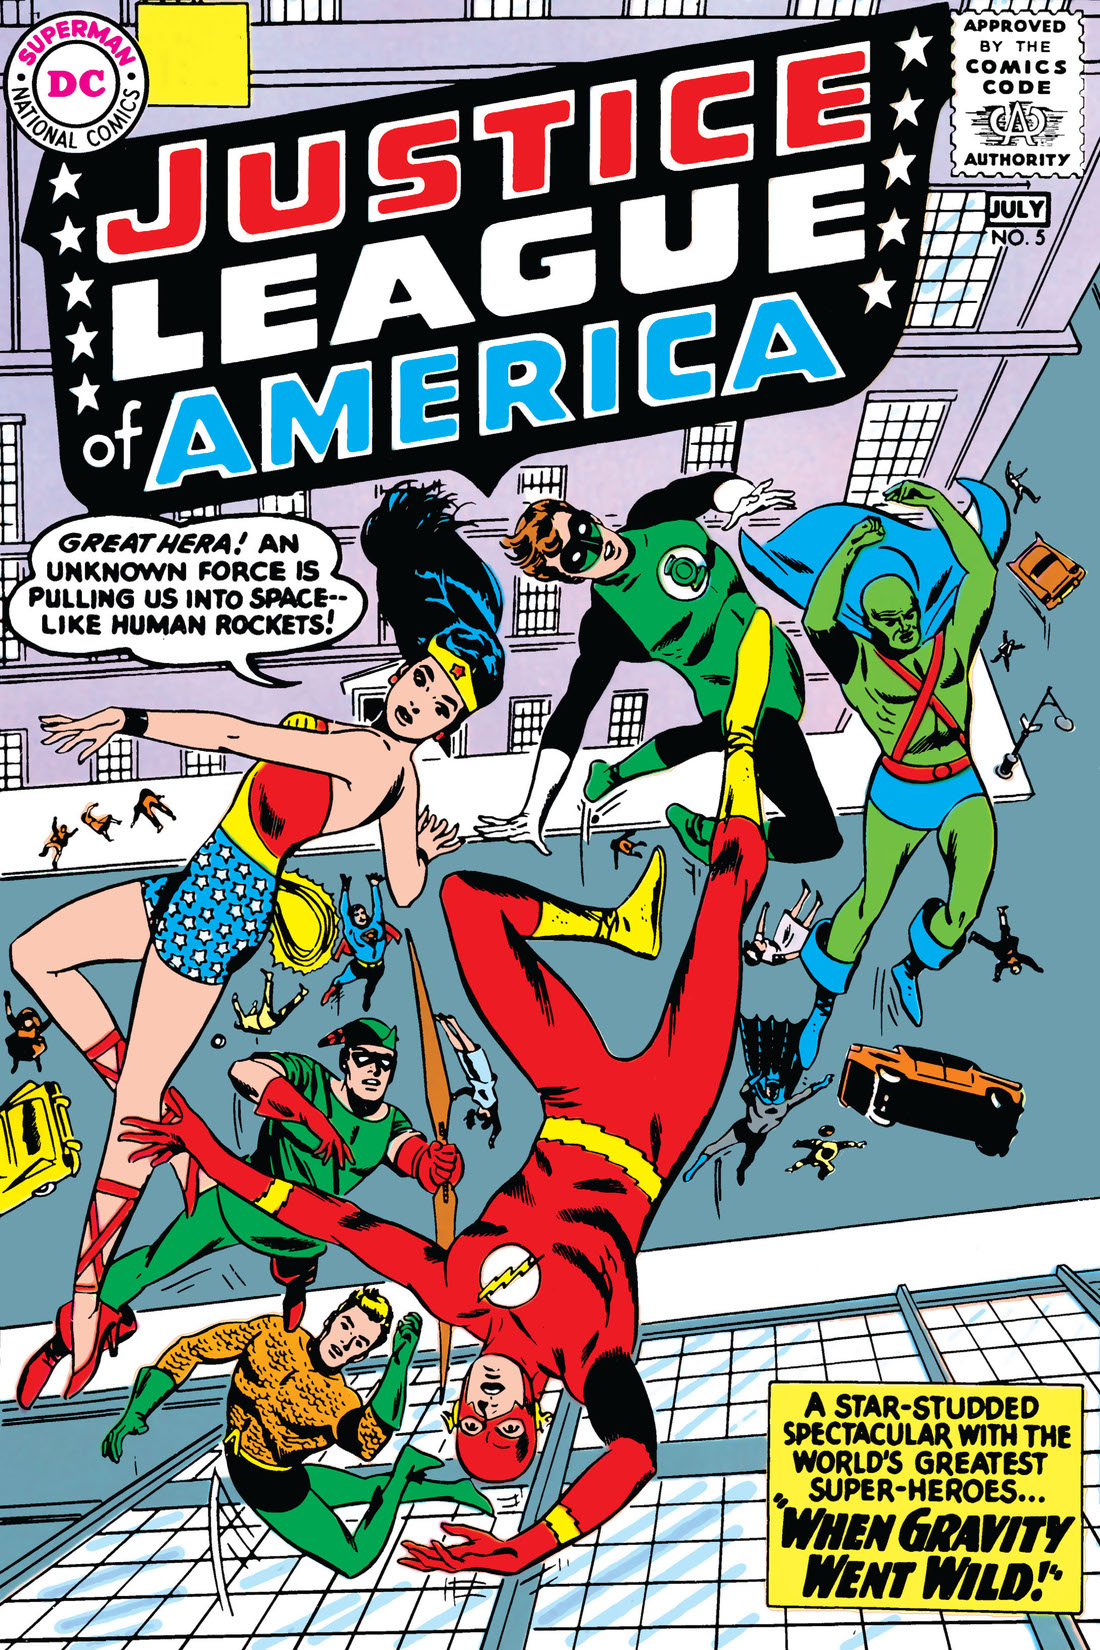 SUPERMAN
DC
NATIONAL COMICS
JUSTICE
LEAGUE
of AMERICA
APPROVED
BY THE
COMICS
CODE
CA
AUTHORITY
JULY
NO. 5
GREAT HERA! AN
UNKNOWN FORCE IS
PULLING US INTO SPACE--
LIKE HUMAN ROCKETS!
A STAR-STUDDED
SPECTACULAR WITH THE
WORLD'S GREATEST
SUPER-HEROES...
"WHEN GRAVITY
WENT WILD!"